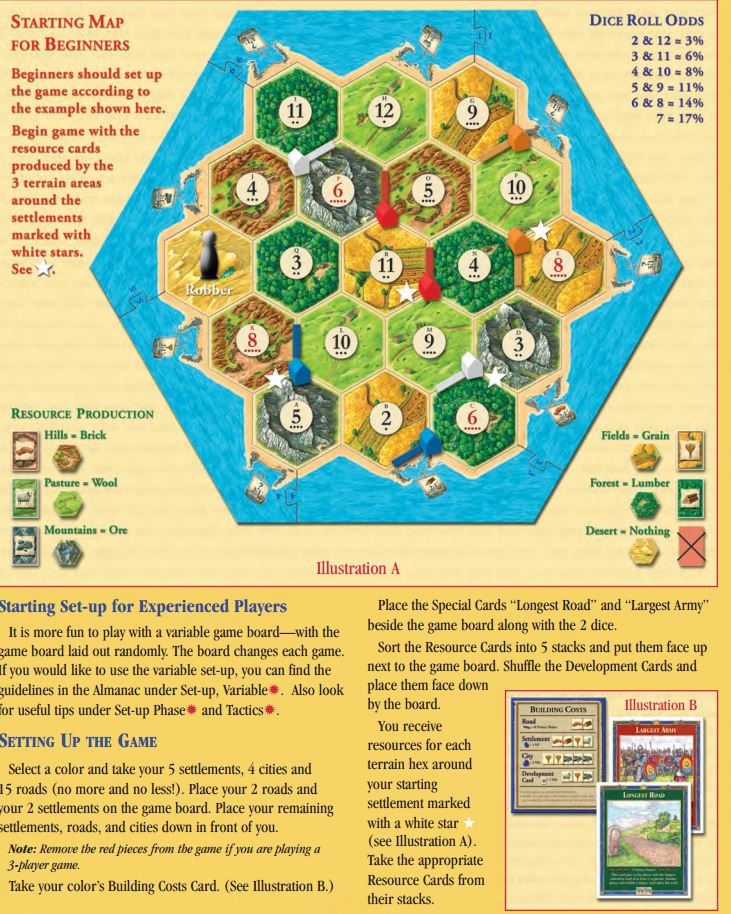 STARTING MAP
FOR BEGINNERS
Beginners should set up
the game according to
the example shown here.
Begin game with the
resource cards
produced by the
3 terrain areas
around the
settlements
marked with
white stars.
See
DICE ROLL ODDS
2 & 12 = 3%
3 & 11 = 6%
4 & 10 = 8%
5 & 9 = 11%
6 & 8 = 14%
7 = 17%
11
12
9
4
6
5
10
Robber
3
11
4
8
8
10
9
3
5
2
6
RESOURCE PRODUCTION
Hills = Brick
Pasture = Wool
Mountains = Ore
Fields = Grain
Forest = Lumber
Desert = Nothing
Illustration A
Starting Set-up for Experienced Players
It is more fun to play with a variable game board—with the
game board laid out randomly. The board changes each game.
If you would like to use the variable set-up, you can find the
guidelines in the Almanac under Set-up, Variable✹. Also look
for useful tips under Set-up Phase✹ and Tactics✹.
SETTING UP THE GAME
Select a color and take your 5 settlements, 4 cities and
15 roads (no more and no less!). Place your 2 roads and
your 2 settlements on the game board. Place your remaining
settlements, roads, and cities down in front of you.
Note: Remove the red pieces from the game if you are playing a
3-player game.
Take your color's Building Costs Card. (See Illustration B.)
Place the Special Cards “Longest Road” and “Largest Army”
beside the game board along with the 2 dice.
Sort the Resource Cards into 5 stacks and put them face up
next to the game board. Shuffle the Development Cards and
place them face down
by the board.
You receive
resources for each
terrain hex around
your starting
settlement marked
with a white star
(see Illustration A).
Take the appropriate
Resource Cards from
their stacks.
Illustration B
BUILDING COSTS
Road
Settlement
City
Development
Card
LARGEST ARMY
LONGEST ROAD